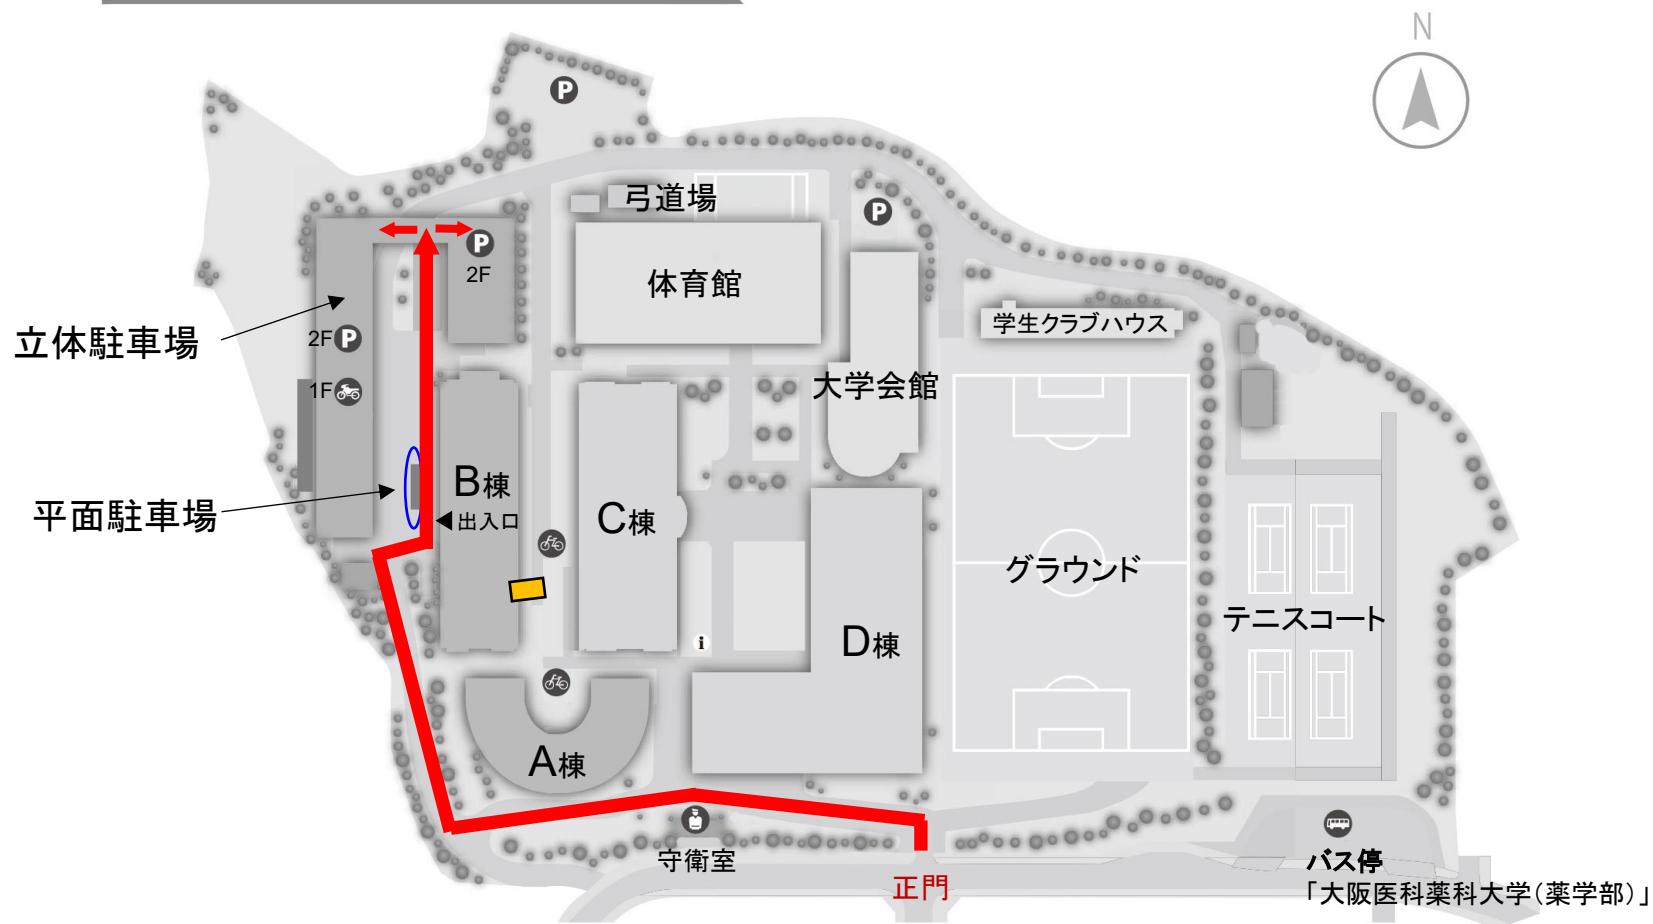 N
P
弓道場
P
P
2F
体育館
学生クラブハウス
立体駐車場
2F P
1F
大学会館
B棟
◀出入口
平面駐車場
C棟
グラウンド
テニスコート
i
D棟
A棟
守衛室
正門
バス停
「大阪医科薬科大学(薬学部)」